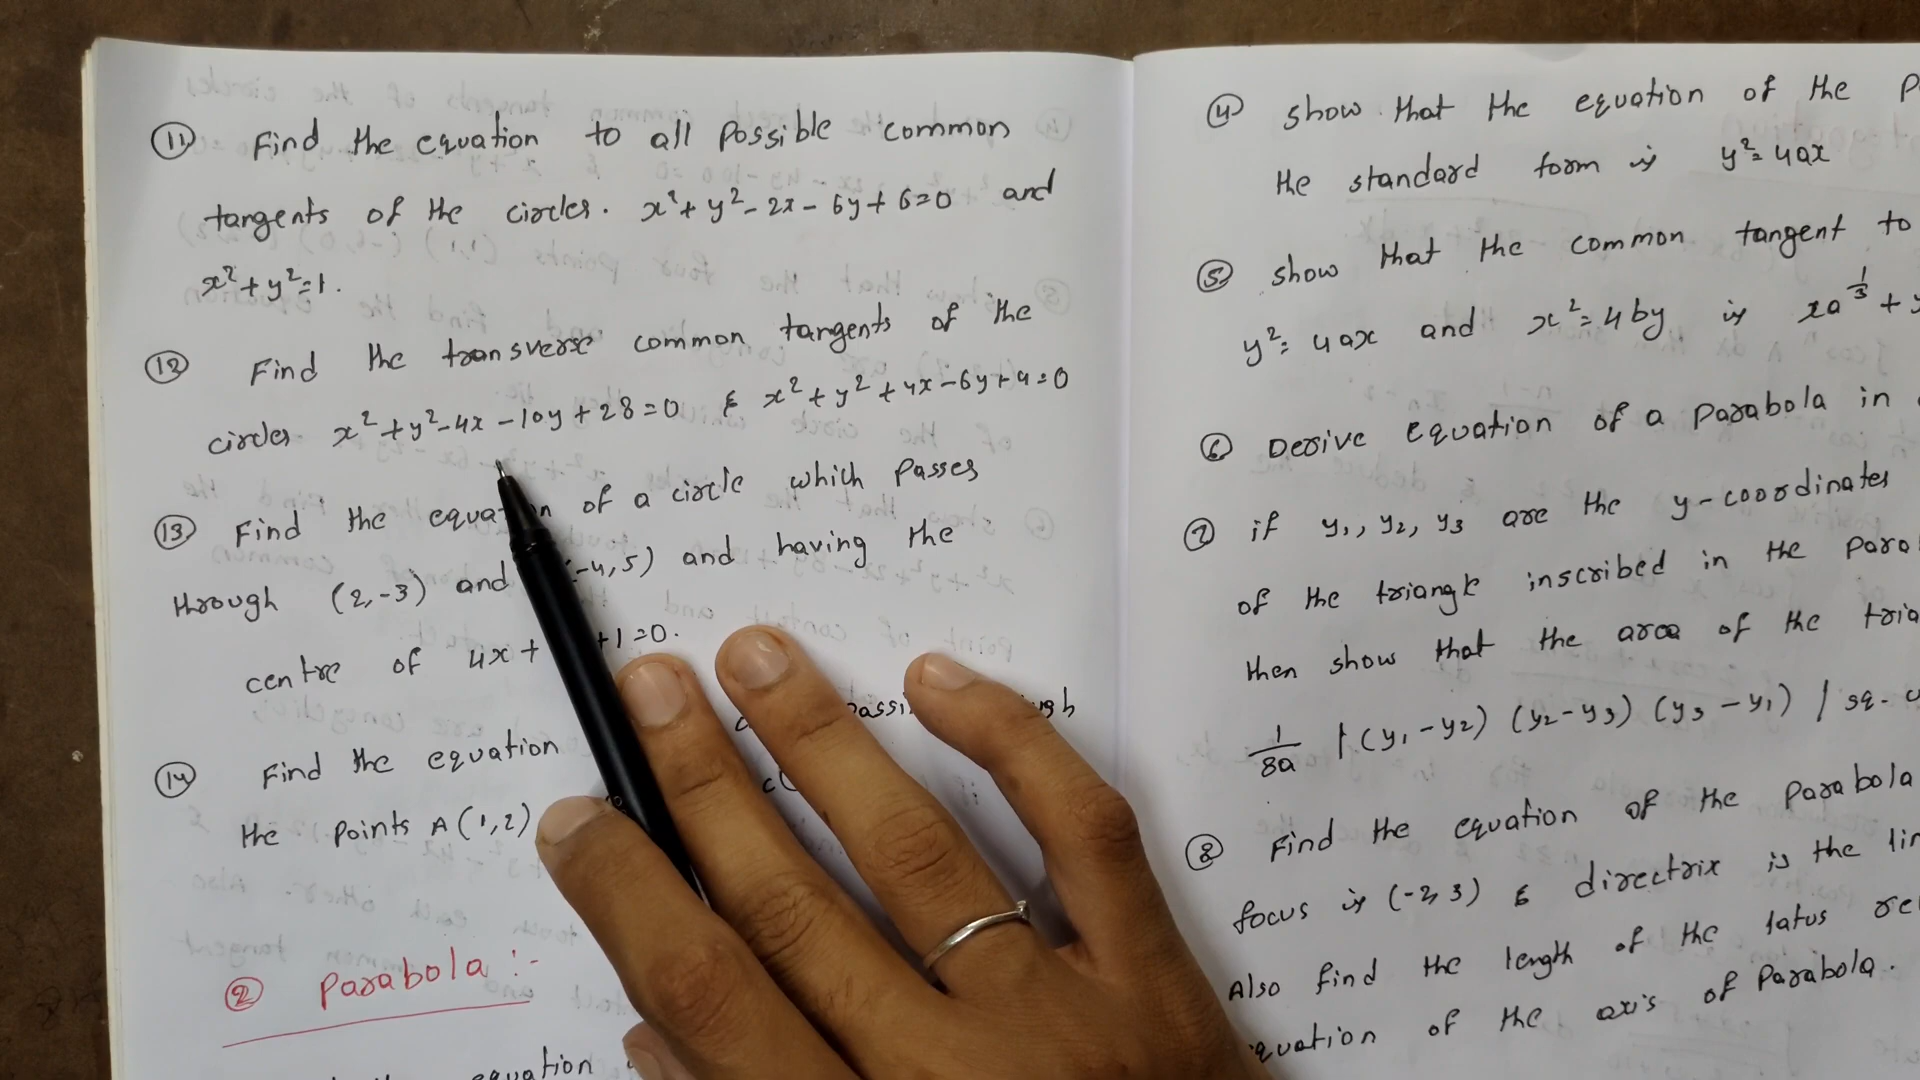 11 Find the equation to all possible common
tangents of the circles. x²+y²-2x-6y+6=0 and
x²+y²=1.
12 Find the transverse common tangents of the
circles x²+y²-4x-10y+28=0 & x²+y²+4x-6y+4=0
13 Find the equation of a circle which passes
through (2,-3) and (-4,5) and having the
centre of 4x+ +1=0.
14 Find the equation
the points A(1,2)
② Parabola :-
equation
4 show that the equation of the
the standard form is y²=4ax
5 show that the common tangent to
y²=4ax and x²=4by is xa^1/3 +
6 Derive equation of a parabola in
7 if y₁, y₂, y₃ are the y-coordinates
of the triangle inscribed in the
then show that the area of the
1/8a |(y₁-y₂) (y₂-y₃) (y₃-y₁)| sq.
8 Find the equation of the Parabola
focus is (-2,3) & directrix is the
Also find the length of the latus
equation of the axis of Parabola.